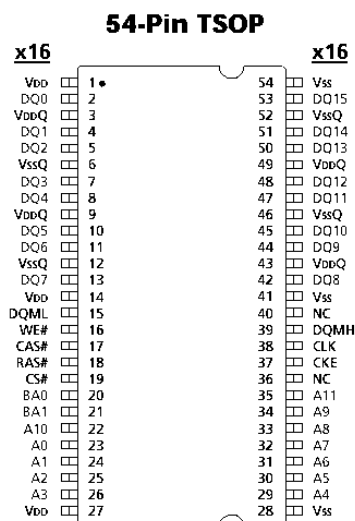 54-Pin TSOP
x16 x16
VDD 1 54 Vss
DQ0 2 53 DQ15
VDDQ 3 52 VssQ
DQ1 4 51 DQ14
DQ2 5 50 DQ13
VssQ 6 49 VDDQ
DQ3 7 48 DQ12
DQ4 8 47 DQ11
VDDQ 9 46 VssQ
DQ5 10 45 DQ10
DQ6 11 44 DQ9
VssQ 12 43 VDDQ
DQ7 13 42 DQ8
VDD 14 41 Vss
DQML 15 40 NC
WE# 16 39 DQMH
CAS# 17 38 CLK
RAS# 18 37 CKE
CS# 19 36 NC
BA0 20 35 A11
BA1 21 34 A9
A10 22 33 A8
A0 23 32 A7
A1 24 31 A6
A2 25 30 A5
A3 26 29 A4
VDD 27 28 Vss